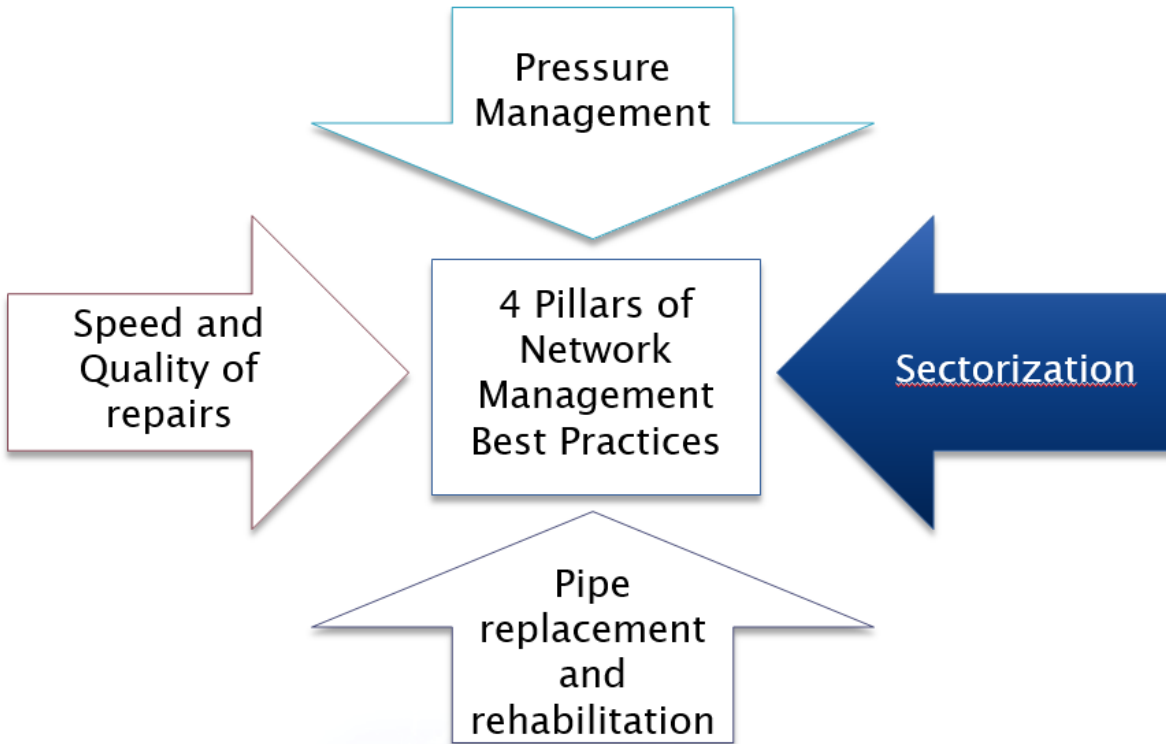 Pressure
Management
Speed and
Quality of
repairs
4 Pillars of
Network
Management
Best Practices
Sectorization
Pipe
replacement
and
rehabilitation